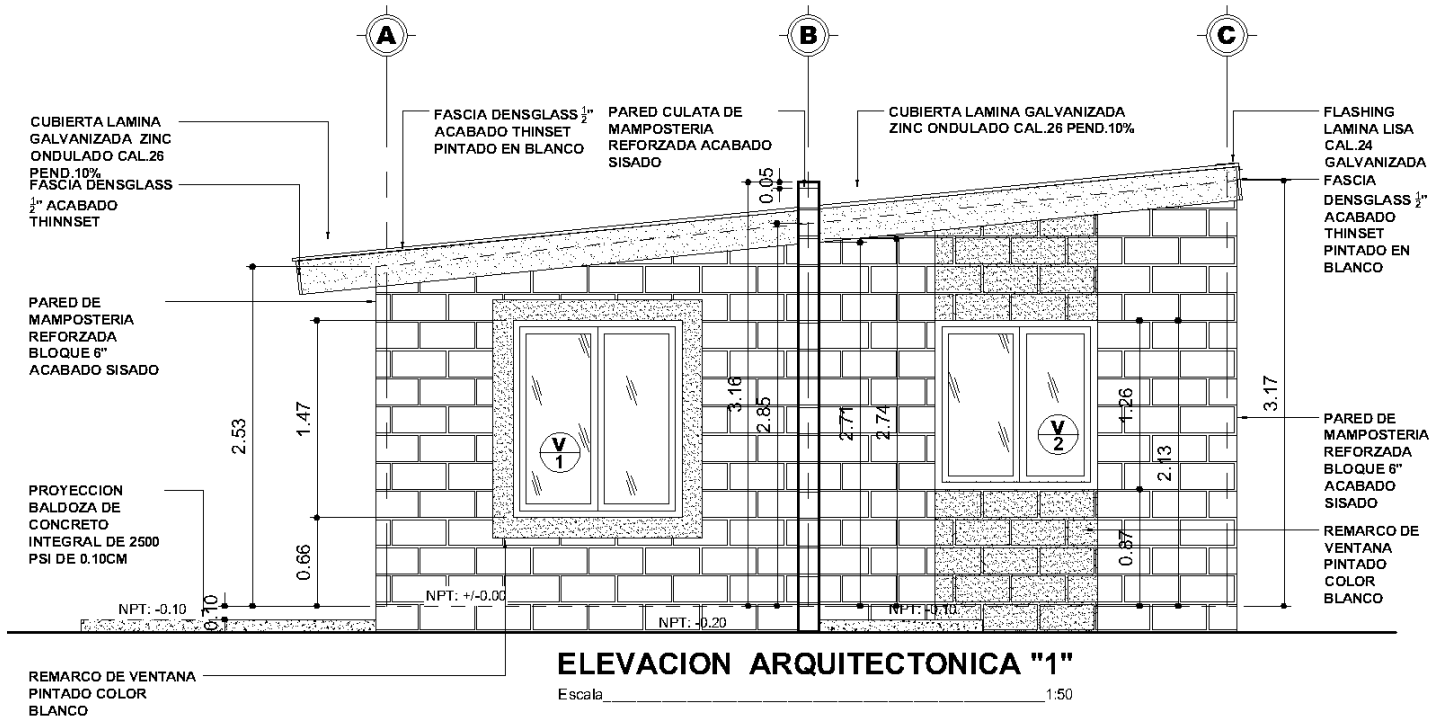 A
B
C
CUBIERTA LAMINA
GALVANIZADA ZINC
ONDULADO CAL.26
PEND.10%
FASCIA DENSGLASS
½" ACABADO
THINNSET
FASCIA DENSGLASS ½"
ACABADO THINSET
PINTADO EN BLANCO
PARED CULATA DE
MAMPOSTERIA
REFORZADA ACABADO
SISADO
CUBIERTA LAMINA GALVANIZADA
ZINC ONDULADO CAL.26 PEND.10%
FLASHING
LAMINA LISA
CAL.24
GALVANIZADA
FASCIA
DENSGLASS ½"
ACABADO
THINSET
PINTADO EN
BLANCO
0.05
PARED DE
MAMPOSTERIA
REFORZADA
BLOQUE 6"
ACABADO SISADO
2.53
1.47
0.66
0.10
V
1
3.16
2.85
2.71
2.74
V
2
1.26
2.13
0.87
3.17
PARED DE
MAMPOSTERIA
REFORZADA
BLOQUE 6"
ACABADO
SISADO
PROYECCION
BALDOZA DE
CONCRETO
INTEGRAL DE 2500
PSI DE 0.10CM
REMARCO DE
VENTANA
PINTADO
COLOR
BLANCO
NPT: -0.10
NPT: +/-0.00
NPT: -0.20
NPT: -0.10
REMARCO DE VENTANA
PINTADO COLOR
BLANCO
ELEVACION ARQUITECTONICA "1"
Escala 1:50